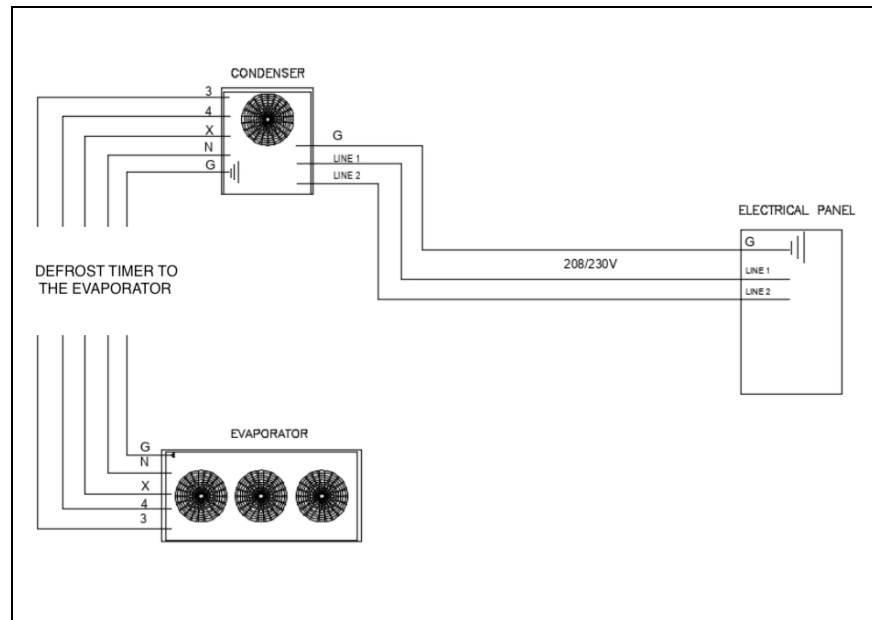 CONDENSER
3
4
X
N
G
G
LINE 1
LINE 2
ELECTRICAL PANEL
G
LINE 1
LINE 2
208/230V
DEFROST TIMER TO
THE EVAPORATOR
EVAPORATOR
G
N
X
4
3